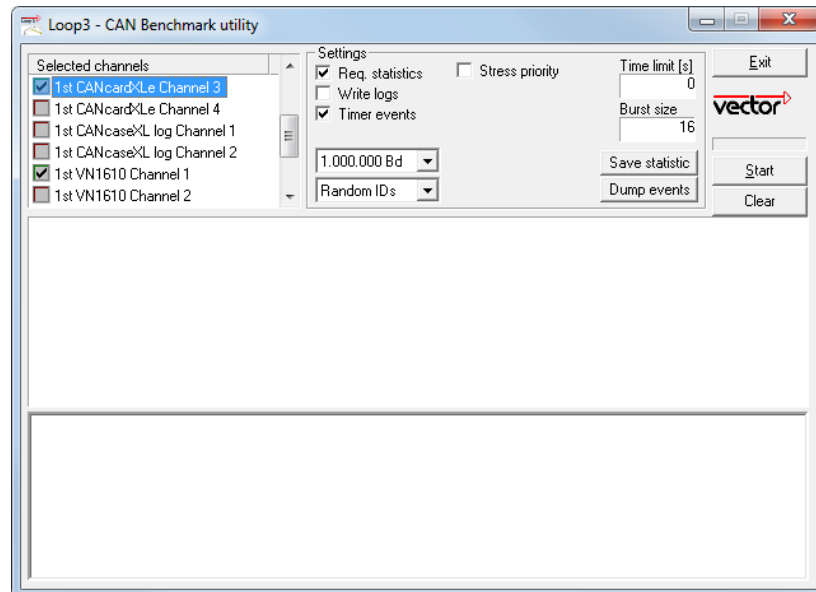 Loop3 - CAN Benchmark utility
Selected channels
1st CANcardXLe Channel 3
1st CANcardXLe Channel 4
1st CANcaseXL log Channel 1
1st CANcaseXL log Channel 2
1st VN1610 Channel 1
1st VN1610 Channel 2
Settings
Req. statistics
Write logs
Timer events
Stress priority
1.000.000 Bd
Random IDs
Time limit [s]
0
Burst size
16
Save statistic
Dump events
Exit
vector
Start
Clear